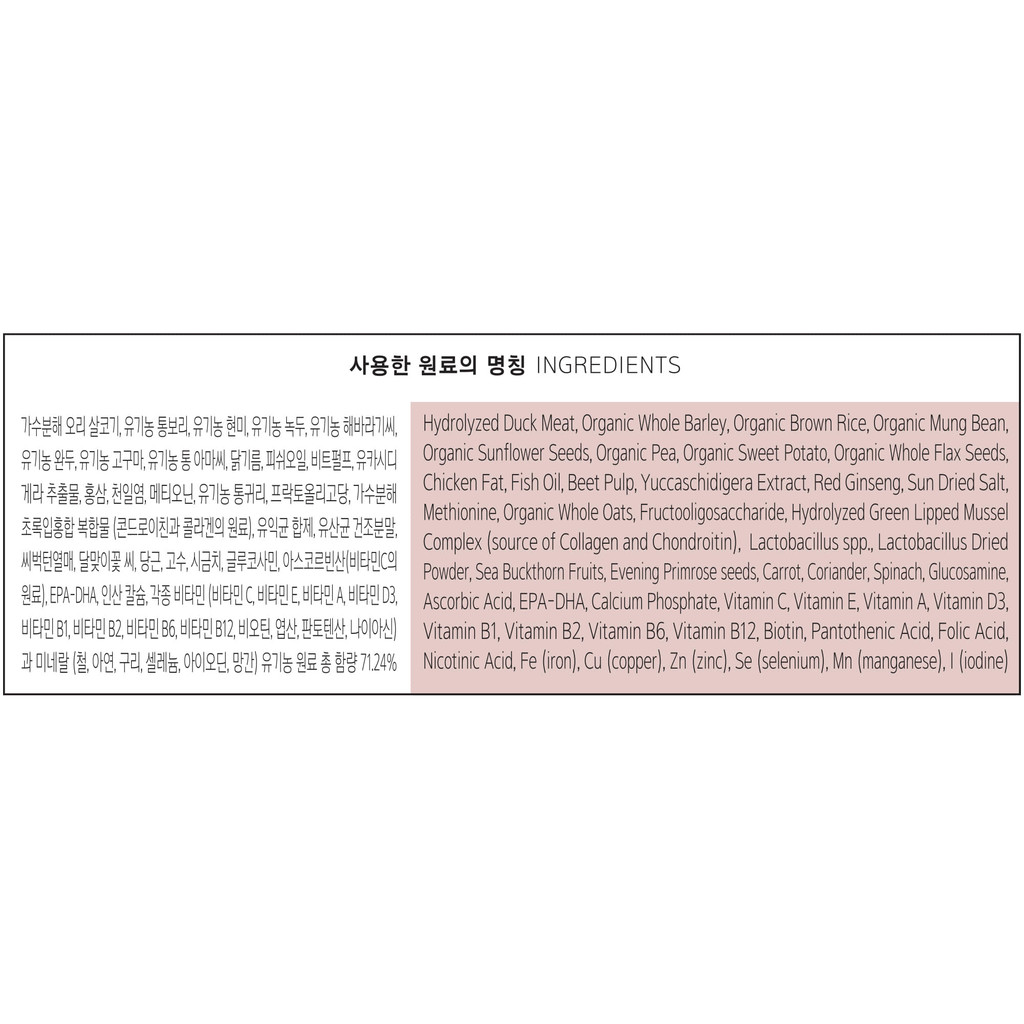 사용한 원료의 명칭 INGREDIENTS
가수분해 오리 살코기, 유기농 통보리, 유기농 현미, 유기농 녹두, 유기농 해바라기씨,
유기농 완두, 유기농 고구마, 유기농 통 아마씨, 닭기름, 피쉬오일, 비트펄프, 유카시디
게라 추출물, 홍삼, 천일염, 메티오닌, 유기농 통귀리, 프락토올리고당, 가수분해
초록입홍합 복합물 (콘드로이친과 콜라겐의 원료), 유익균 합제, 유산균 건조분말,
씨벅턴열매, 달맞이꽃 씨, 당근, 고수, 시금치, 글루코사민, 아스코르빈산(비타민C의
원료), EPA-DHA, 인산 칼슘, 각종 비타민 (비타민 C, 비타민 E, 비타민 A, 비타민 D3,
비타민 B1, 비타민 B2, 비타민 B6, 비타민 B12, 비오틴, 엽산, 판토텐산, 나이아신)
과 미네랄 (철, 아연, 구리, 셀레늄, 아이오딘, 망간) 유기농 원료 총 함량 71.24%
Hydrolyzed Duck Meat, Organic Whole Barley, Organic Brown Rice, Organic Mung Bean,
Organic Sunflower Seeds, Organic Pea, Organic Sweet Potato, Organic Whole Flax Seeds,
Chicken Fat, Fish Oil, Beet Pulp, Yuccaschidigera Extract, Red Ginseng, Sun Dried Salt,
Methionine, Organic Whole Oats, Fructooligosaccharide, Hydrolyzed Green Lipped Mussel
Complex (source of Collagen and Chondroitin), Lactobacillus spp., Lactobacillus Dried
Powder, Sea Buckthorn Fruits, Evening Primrose seeds, Carrot, Coriander, Spinach, Glucosamine,
Ascorbic Acid, EPA-DHA, Calcium Phosphate, Vitamin C, Vitamin E, Vitamin A, Vitamin D3,
Vitamin B1, Vitamin B2, Vitamin B6, Vitamin B12, Biotin, Pantothenic Acid, Folic Acid,
Nicotinic Acid, Fe (iron), Cu (copper), Zn (zinc), Se (selenium), Mn (manganese), I (iodine)